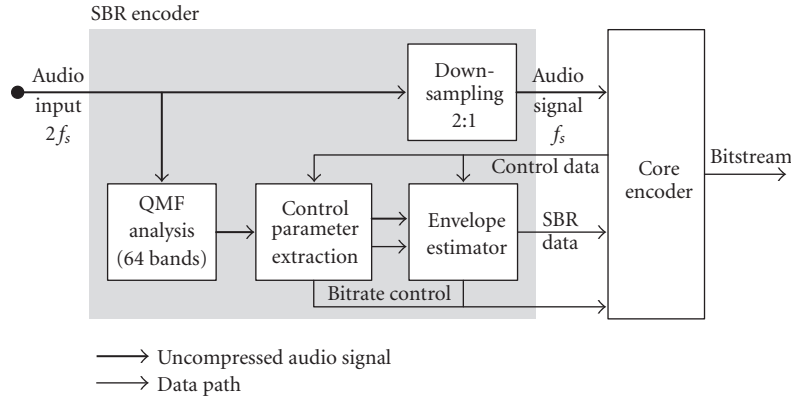 SBR encoder
Audio
input
2fs
Down-
sampling
2:1
Audio
signal
fs
Control data
Core
encoder
Bitstream
QMF
analysis
(64 bands)
Control
parameter
extraction
Envelope
estimator
SBR
data
Bitrate control
Uncompressed audio signal
Data path